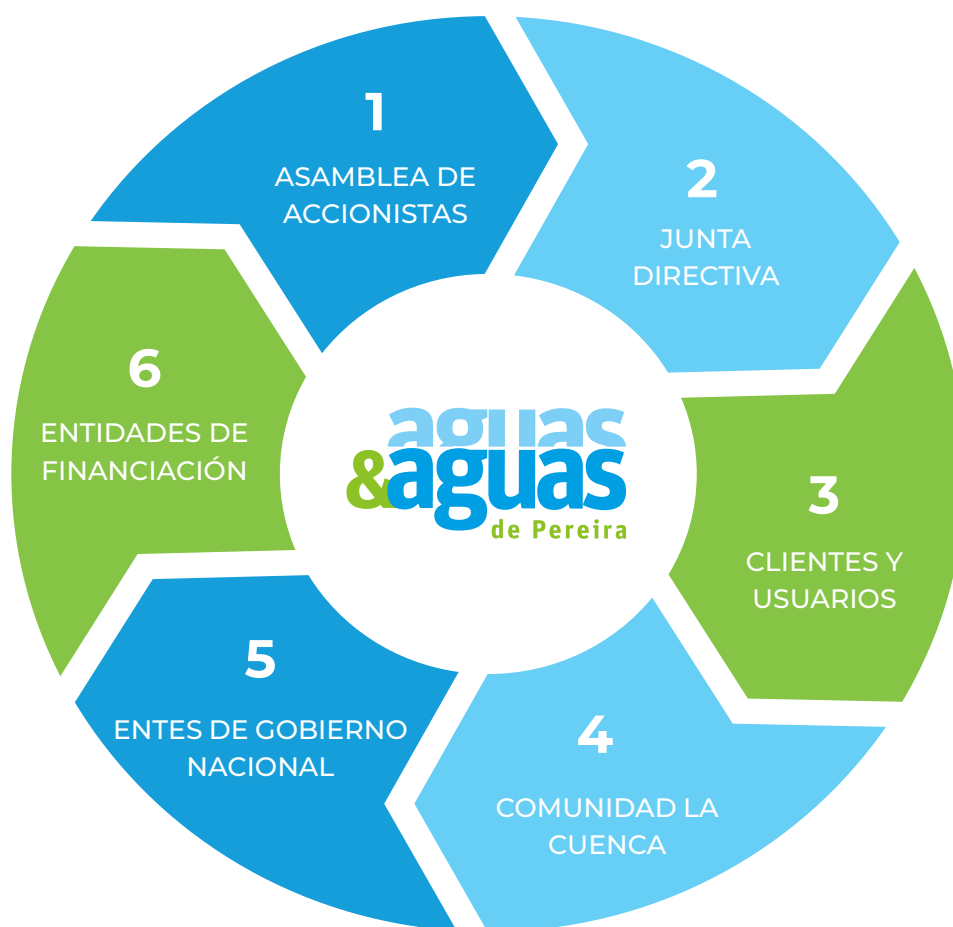 1
ASAMBLEA DE
ACCIONISTAS
2
JUNTA
DIRECTIVA
3
CLIENTES Y
USUARIOS
4
COMUNIDAD LA
CUENCA
5
ENTES DE GOBIERNO
NACIONAL
6
ENTIDADES DE
FINANCIACIÓN
aguas
&aguas
de Pereira